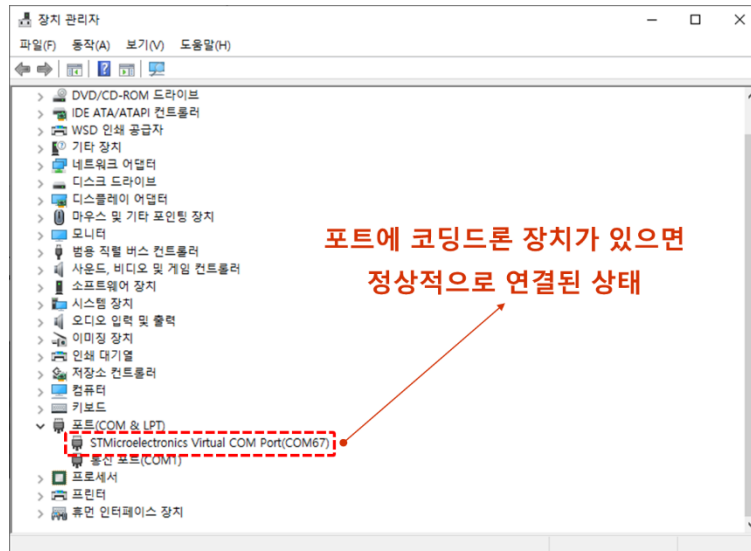 장치 관리자
파일(F) 동작(A) 보기(V) 도움말(H)
DVD/CD-ROM 드라이브
IDE ATA/ATAPI 컨트롤러
WSD 인쇄 공급자
기타 장치
네트워크 어댑터
디스크 드라이브
디스플레이 어댑터
마우스 및 기타 포인팅 장치
모니터
범용 직렬 버스 컨트롤러
사운드, 비디오 및 게임 컨트롤러
소프트웨어 장치
시스템 장치
오디오 입력 및 출력
이미징 장치
인쇄 대기열
저장소 컨트롤러
컴퓨터
키보드
포트(COM & LPT)
STMicroelectronics Virtual COM Port(COM67)
통신 포트(COM1)
프로세서
프린터
휴먼 인터페이스 장치
포트에 코딩드론 장치가 있으면
정상적으로 연결된 상태